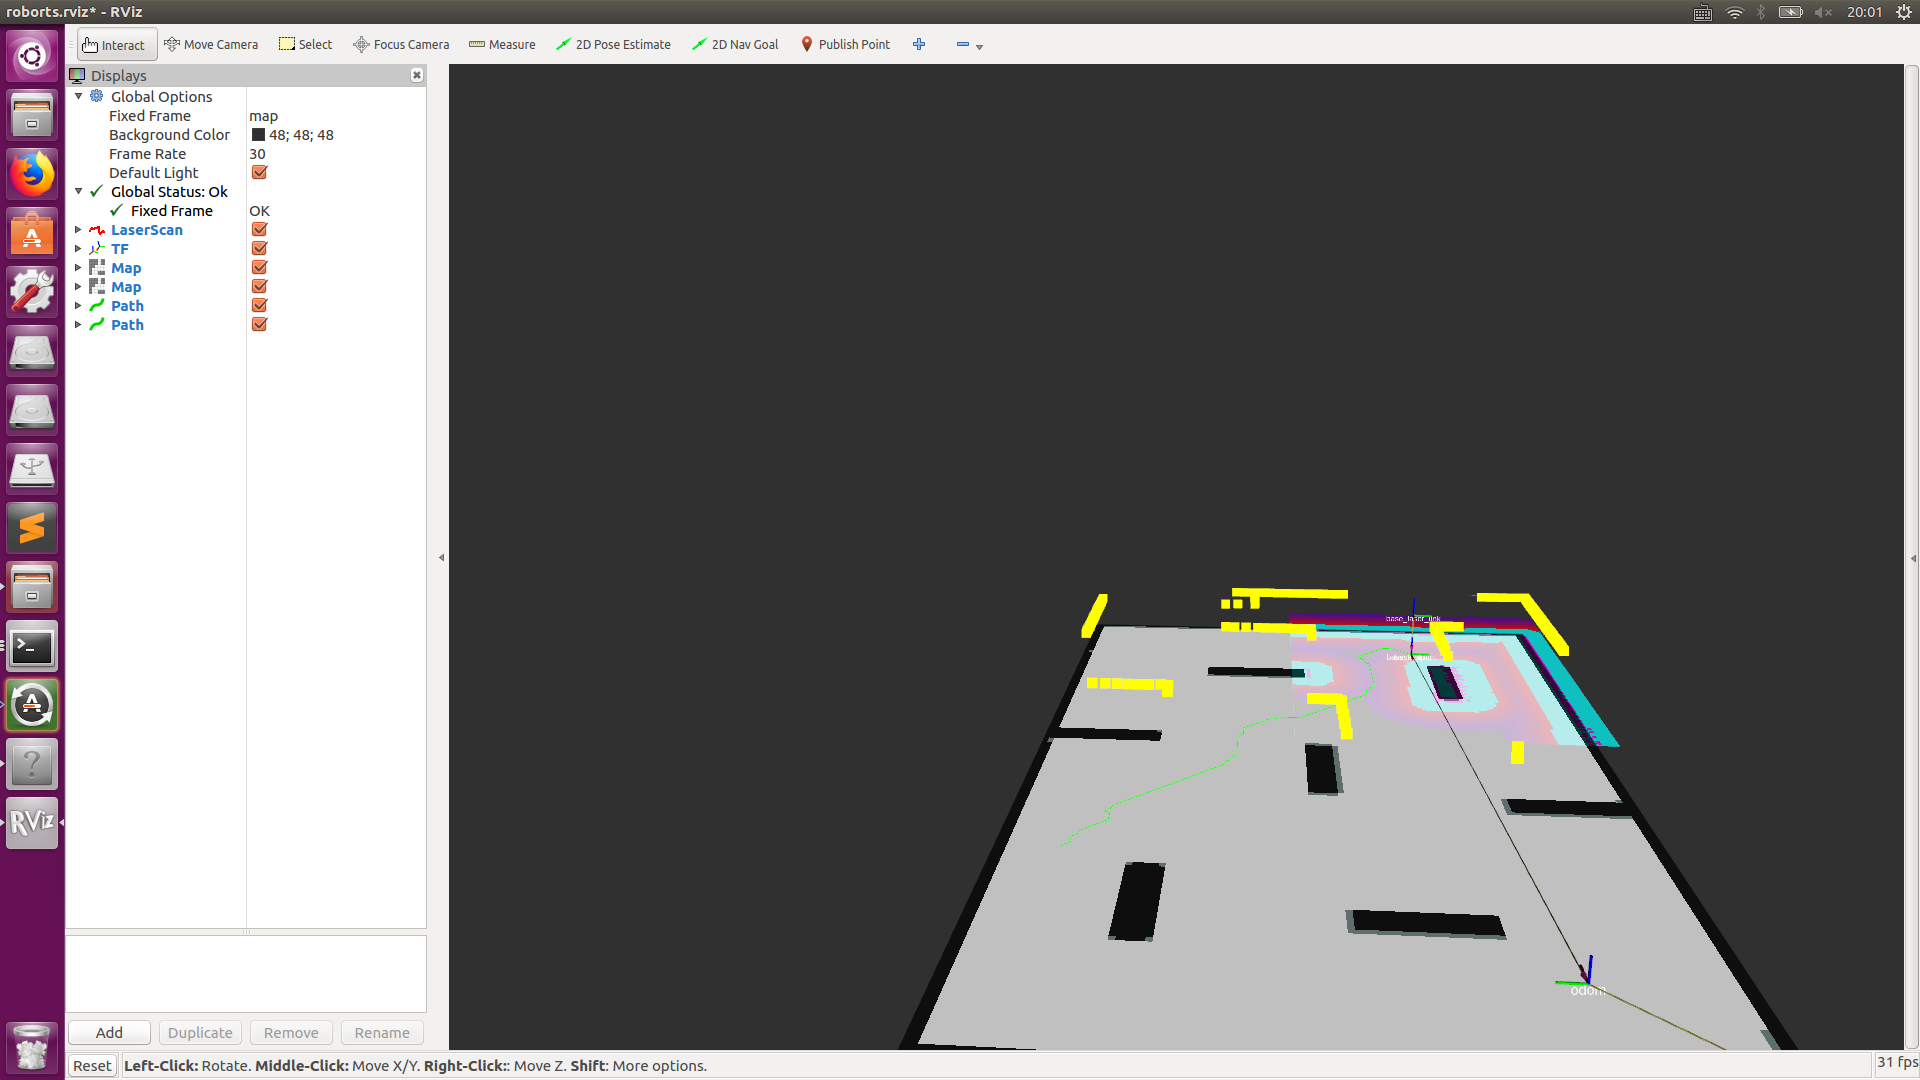 roborts.rviz* - RViz
20:01
Interact
Move Camera
Select
Focus Camera
Measure
2D Pose Estimate
2D Nav Goal
Publish Point
Displays
Global Options
Fixed Frame map
Background Color 48; 48; 48
Frame Rate 30
Default Light
Global Status: Ok
Fixed Frame OK
LaserScan
TF
Map
Map
Path
Path
base_laser_link
odom
RViz
Add
Duplicate
Remove
Rename
Reset
Left-Click: Rotate. Middle-Click: Move X/Y. Right-Click:: Move Z. Shift: More options.
31 fps